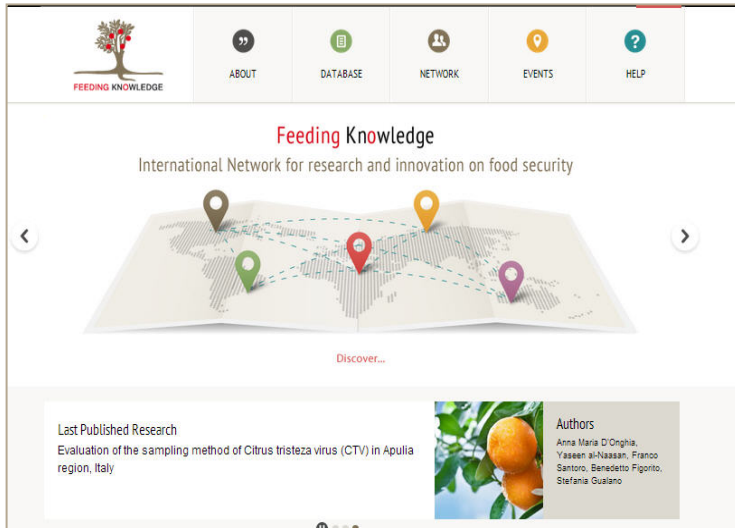 FEEDING KNOWLEDGE
ABOUT
DATABASE
NETWORK
EVENTS
HELP
Feeding Knowledge
International Network for research and innovation on food security
Discover...
Last Published Research
Evaluation of the sampling method of Citrus tristeza virus (CTV) in Apulia
region, Italy
Authors
Anna Maria D'Onghia,
Yaseen al-Naasan, Franco
Santoro, Benedetto Figorito,
Stefania Gualano